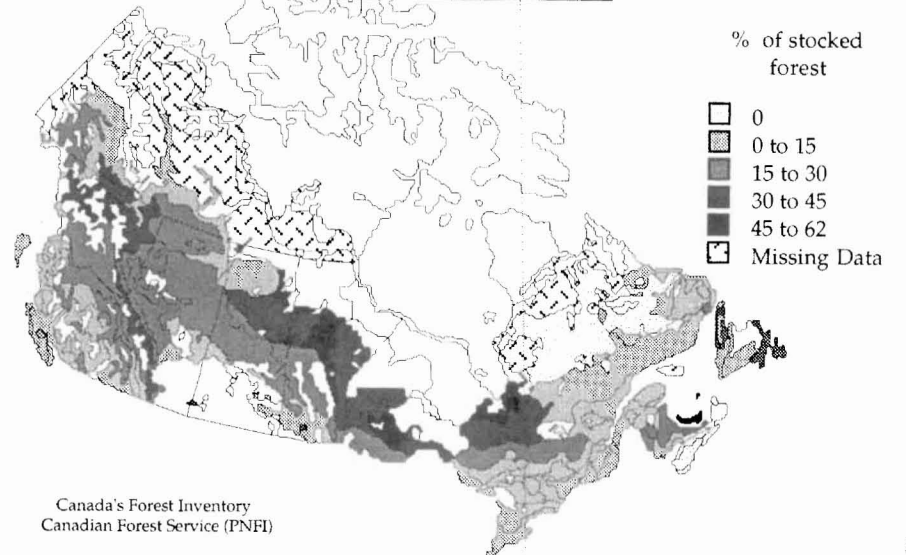 % of stocked
forest
0
0 to 15
15 to 30
30 to 45
45 to 62
Missing Data
Canada's Forest Inventory
Canadian Forest Service (PNFI)